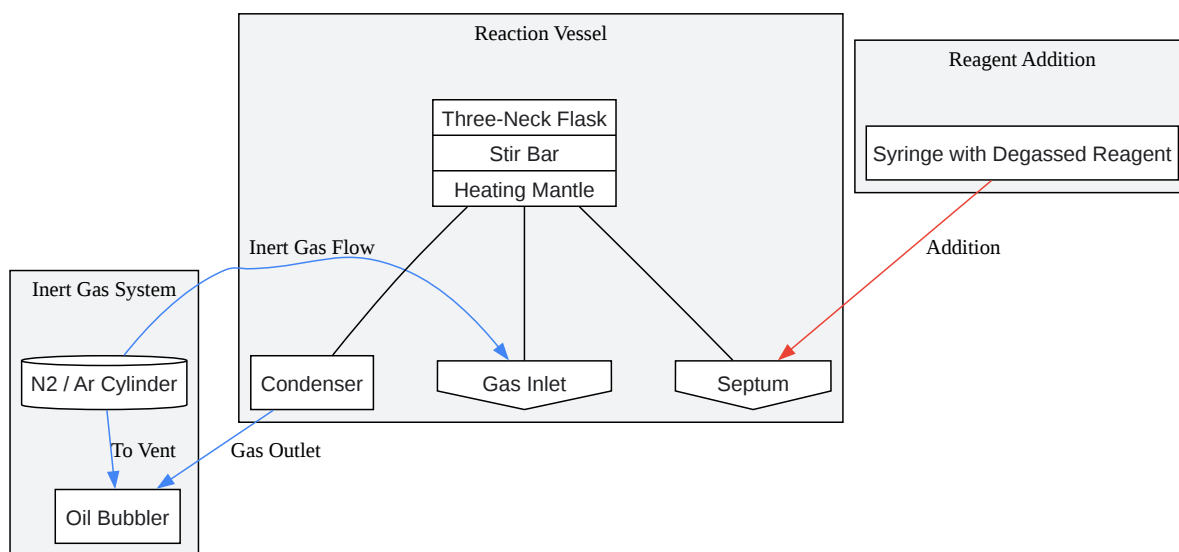 Reaction Vessel
Reagent Addition
Three-Neck Flask
Stir Bar
Heating Mantle
Syringe with Degassed Reagent
Inert Gas Flow
Addition
Inert Gas System
N2 / Ar Cylinder
Condenser
Gas Inlet
Septum
To Vent
Gas Outlet
Oil Bubbler